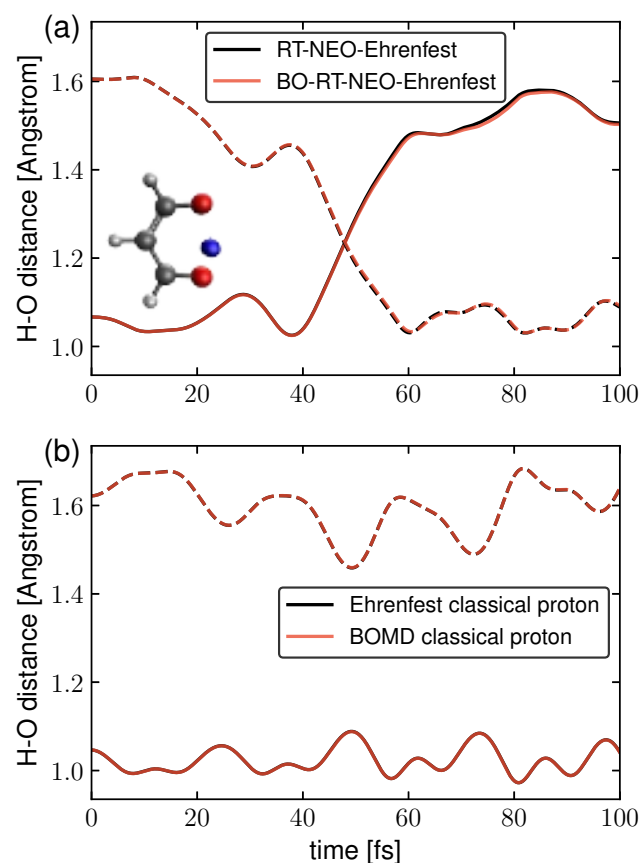 (a)
RT-NEO-Ehrenfest
BO-RT-NEO-Ehrenfest
H-O distance [Angstrom]
1.6
1.4
1.2
1.0
0 20 40 60 80 100
(b)
H-O distance [Angstrom]
1.6
1.4
1.2
1.0
Ehrenfest classical proton
BOMD classical proton
0 20 40 60 80 100
time [fs]